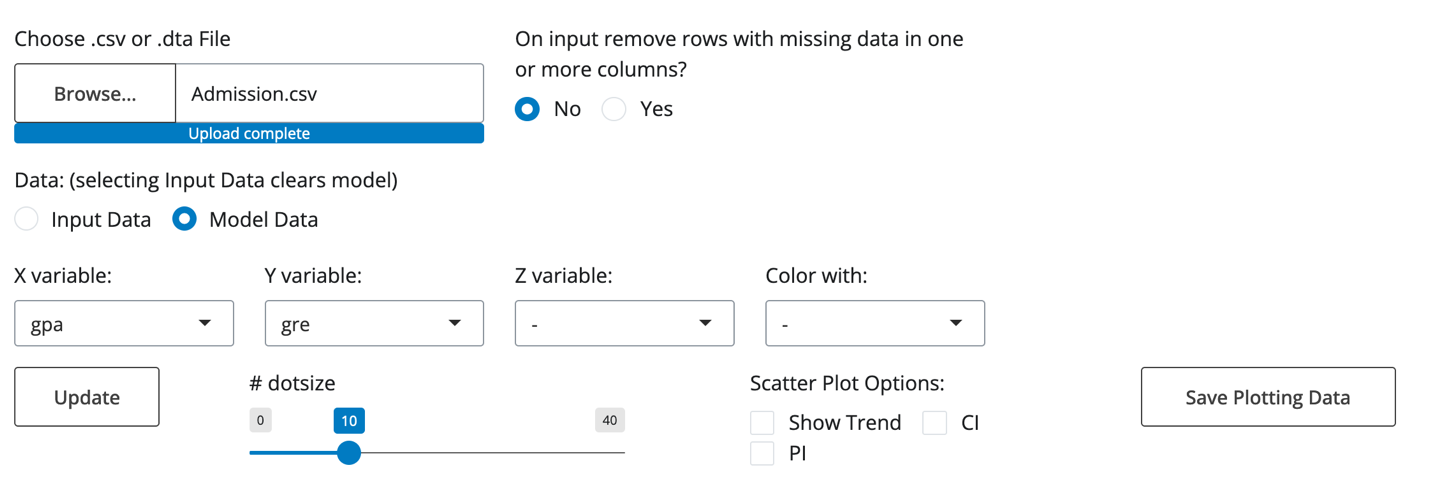 Choose .csv or .dta File
On input remove rows with missing data in one
or more columns?
Browse... Admission.csv
Upload complete
No Yes
Data: (selecting Input Data clears model)
Input Data Model Data
X variable: Y variable: Z variable: Color with:
gpa gre - -
Update
# dotsize
0 10 40
Scatter Plot Options:
Show Trend CI
PI
Save Plotting Data